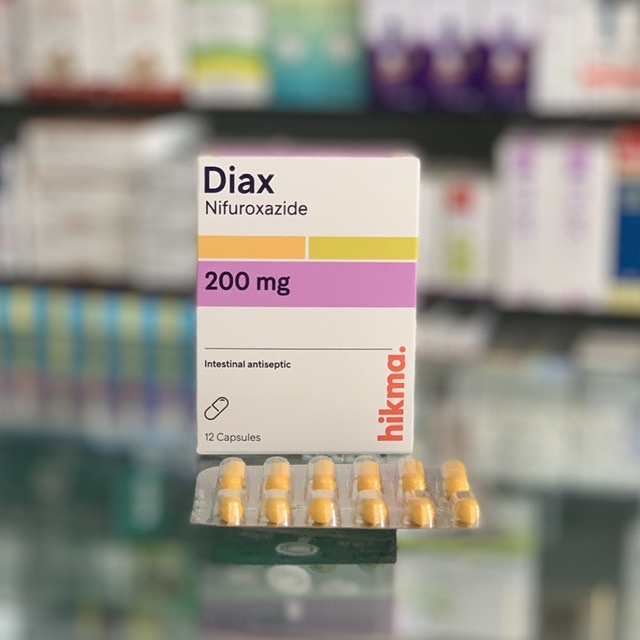 Diax
Nifuroxazide
200 mg
Intestinal antiseptic
12 Capsules
hikma.